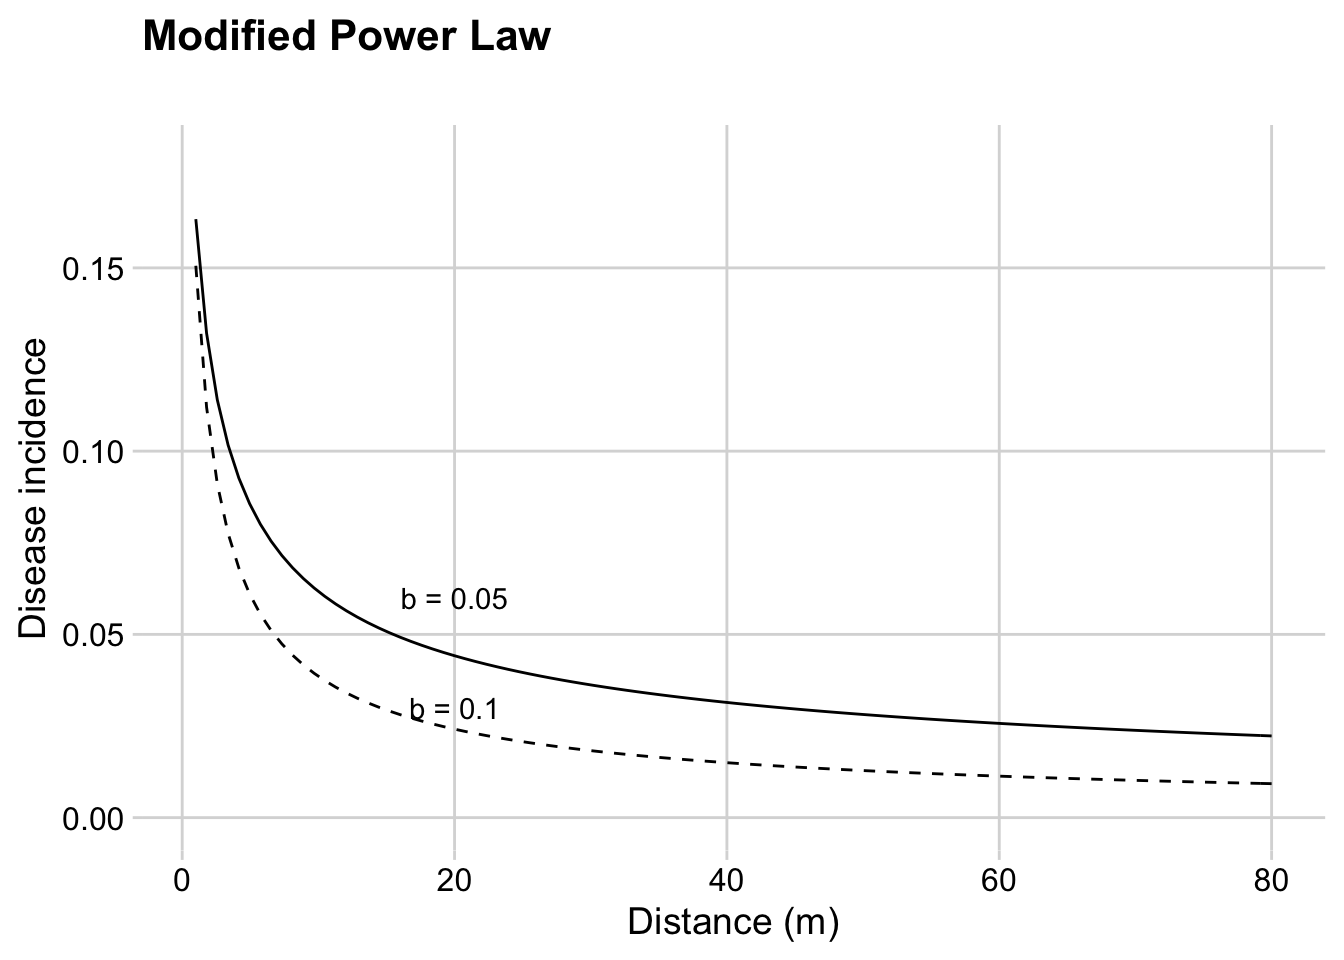 Modified Power Law
0.15
0.10
0.05
0.00
Disease incidence
b = 0.05
b = 0.1
0 20 40 60 80
Distance (m)